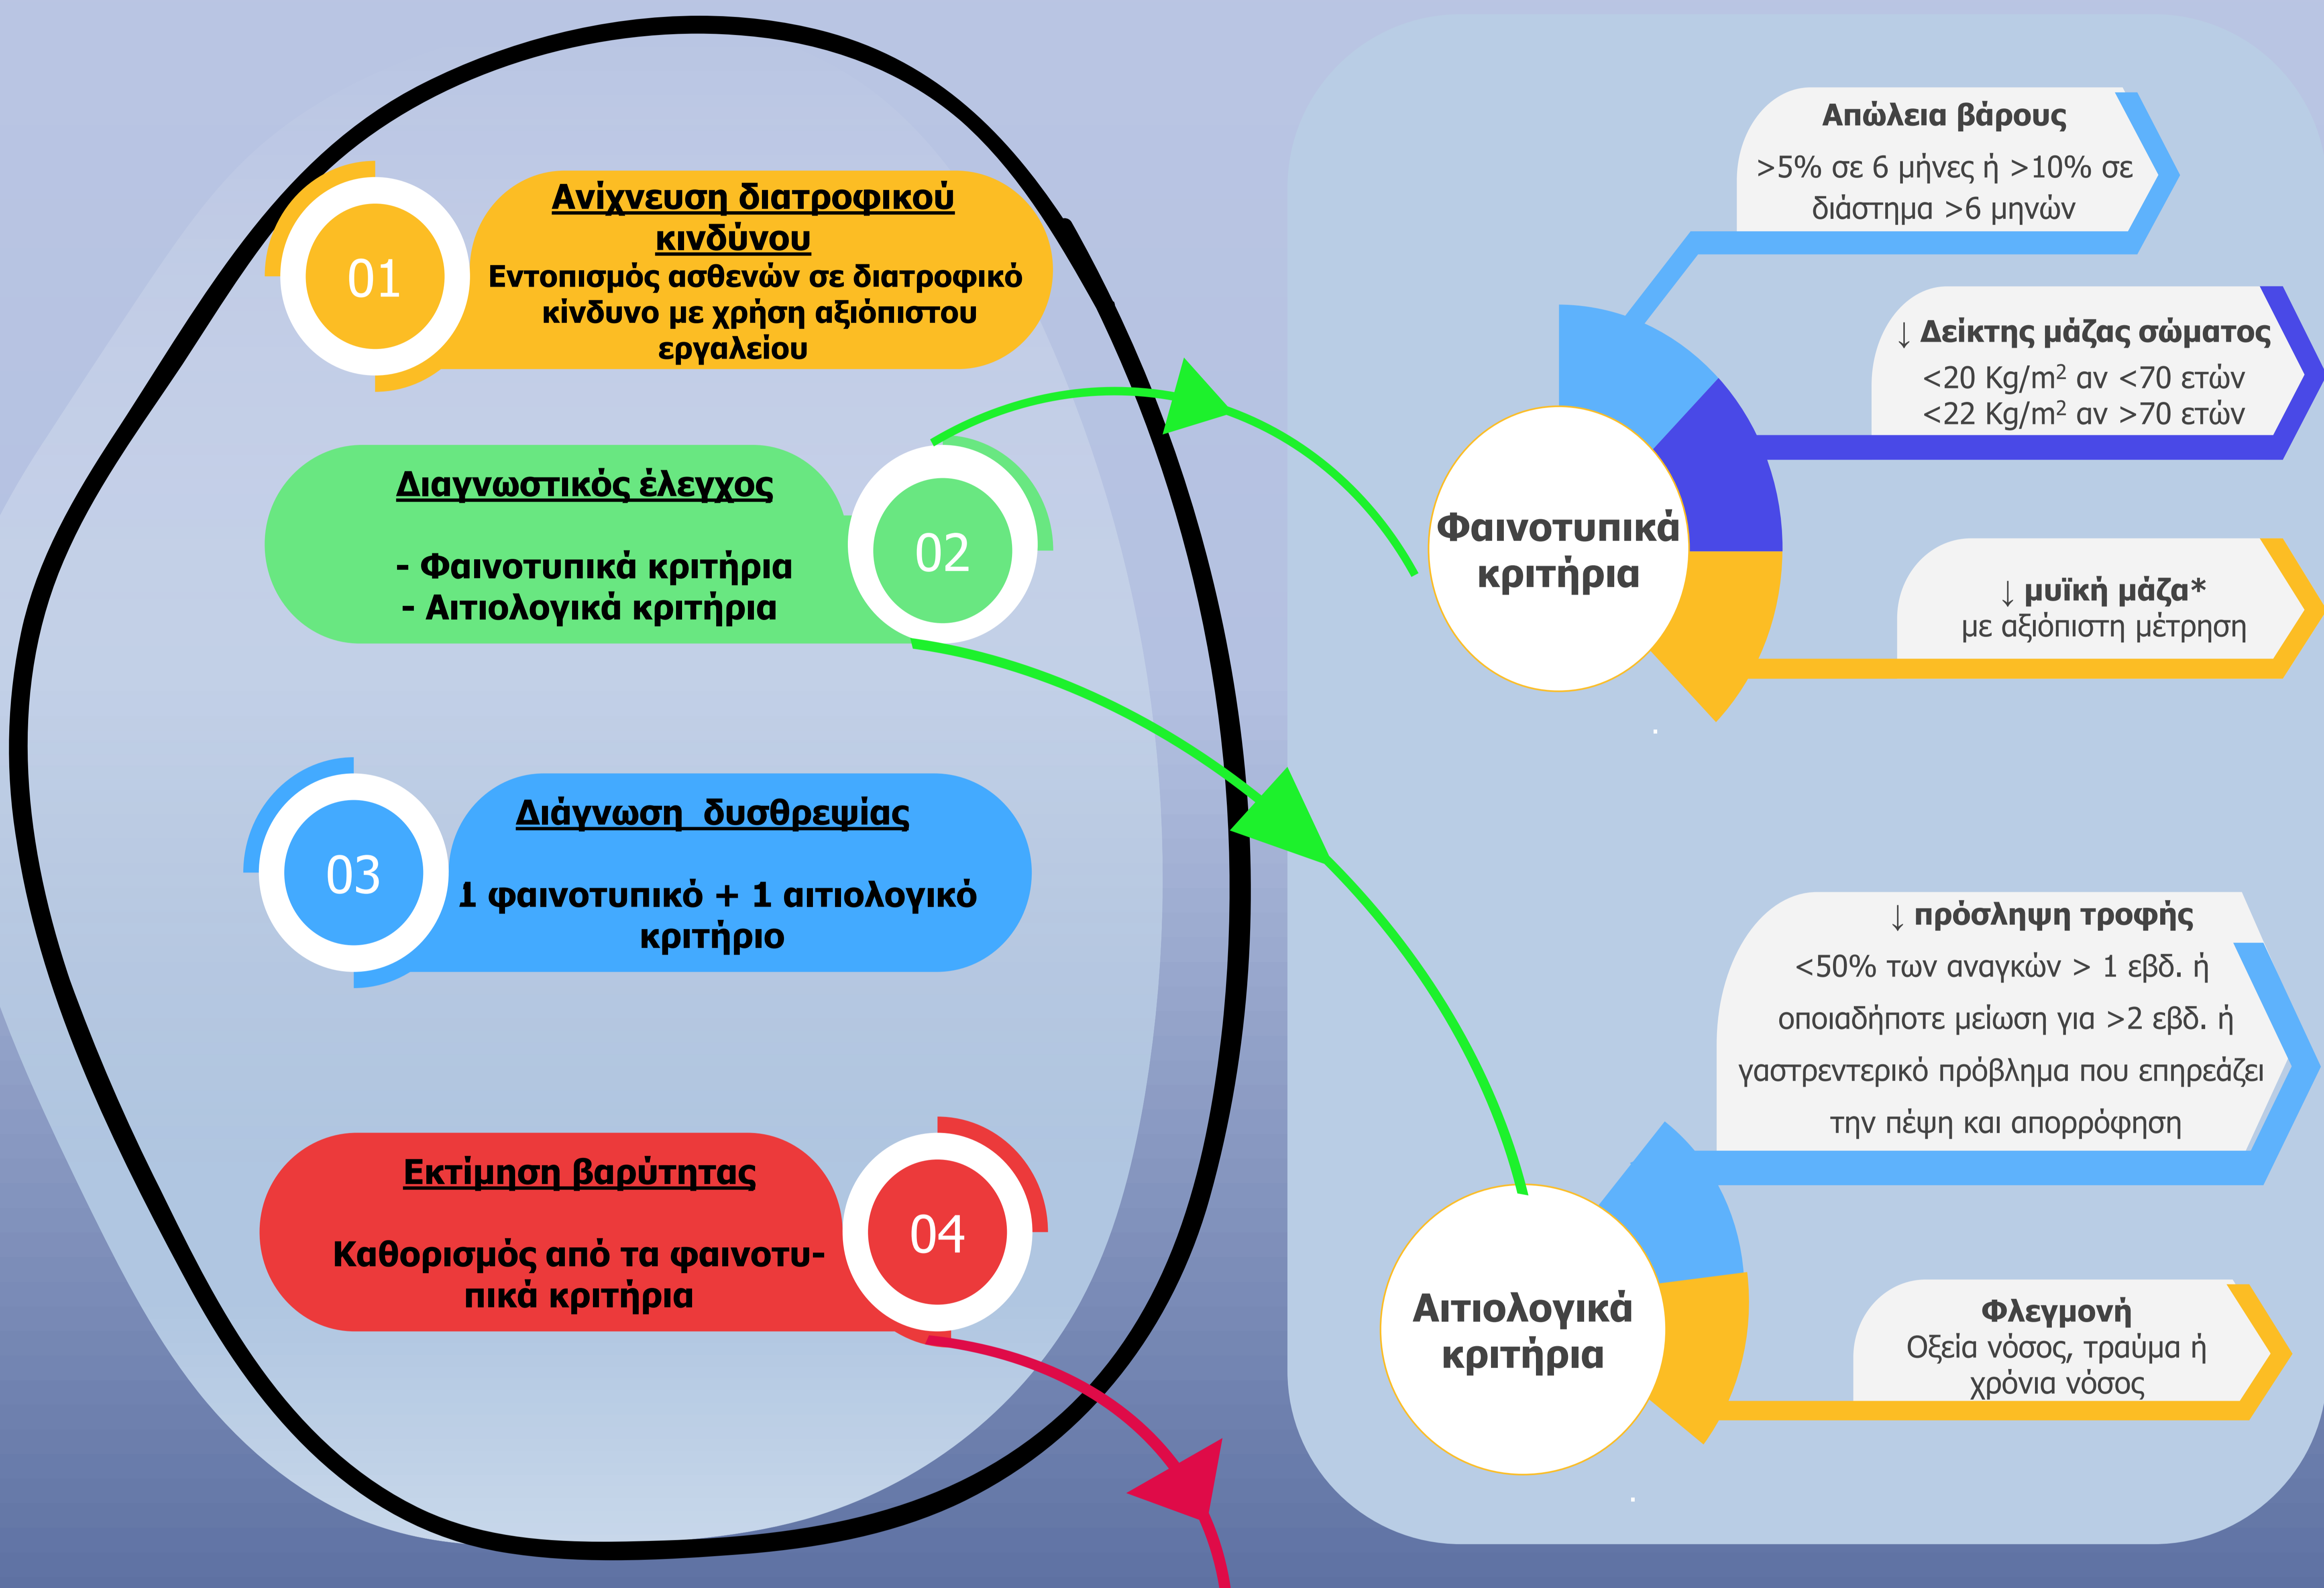 01
Ανίχνευση διατροφικού
κινδύνου
Εντοπισμός ασθενών σε διατροφικό
κίνδυνο με χρήση αξιόπιστου
εργαλείου
Διαγνωστικός έλεγχος
- Φαινοτυπικά κριτήρια
- Αιτιολογικά κριτήρια
02
03
Διάγνωση δυσθρεψίας
1 φαινοτυπικό + 1 αιτιολογικό
κριτήριο
Εκτίμηση βαρύτητας
Καθορισμός από τα φαινοτυ-
πικά κριτήρια
04
Φαινοτυπικά
κριτήρια
Απώλεια βάρους
>5% σε 6 μήνες ή >10% σε
διάστημα >6 μηνών
↓ Δείκτης μάζας σώματος
<20 Kg/m² αν <70 ετών
<22 Kg/m² αν >70 ετών
↓ μυϊκή μάζα*
με αξιόπιστη μέτρηση
Αιτιολογικά
κριτήρια
↓ πρόσληψη τροφής
<50% των αναγκών > 1 εβδ. ή
οποιαδήποτε μείωση για >2 εβδ. ή
γαστρεντερικό πρόβλημα που επηρεάζει
την πέψη και απορρόφηση
Φλεγμονή
Οξεία νόσος, τραύμα ή
χρόνια νόσος